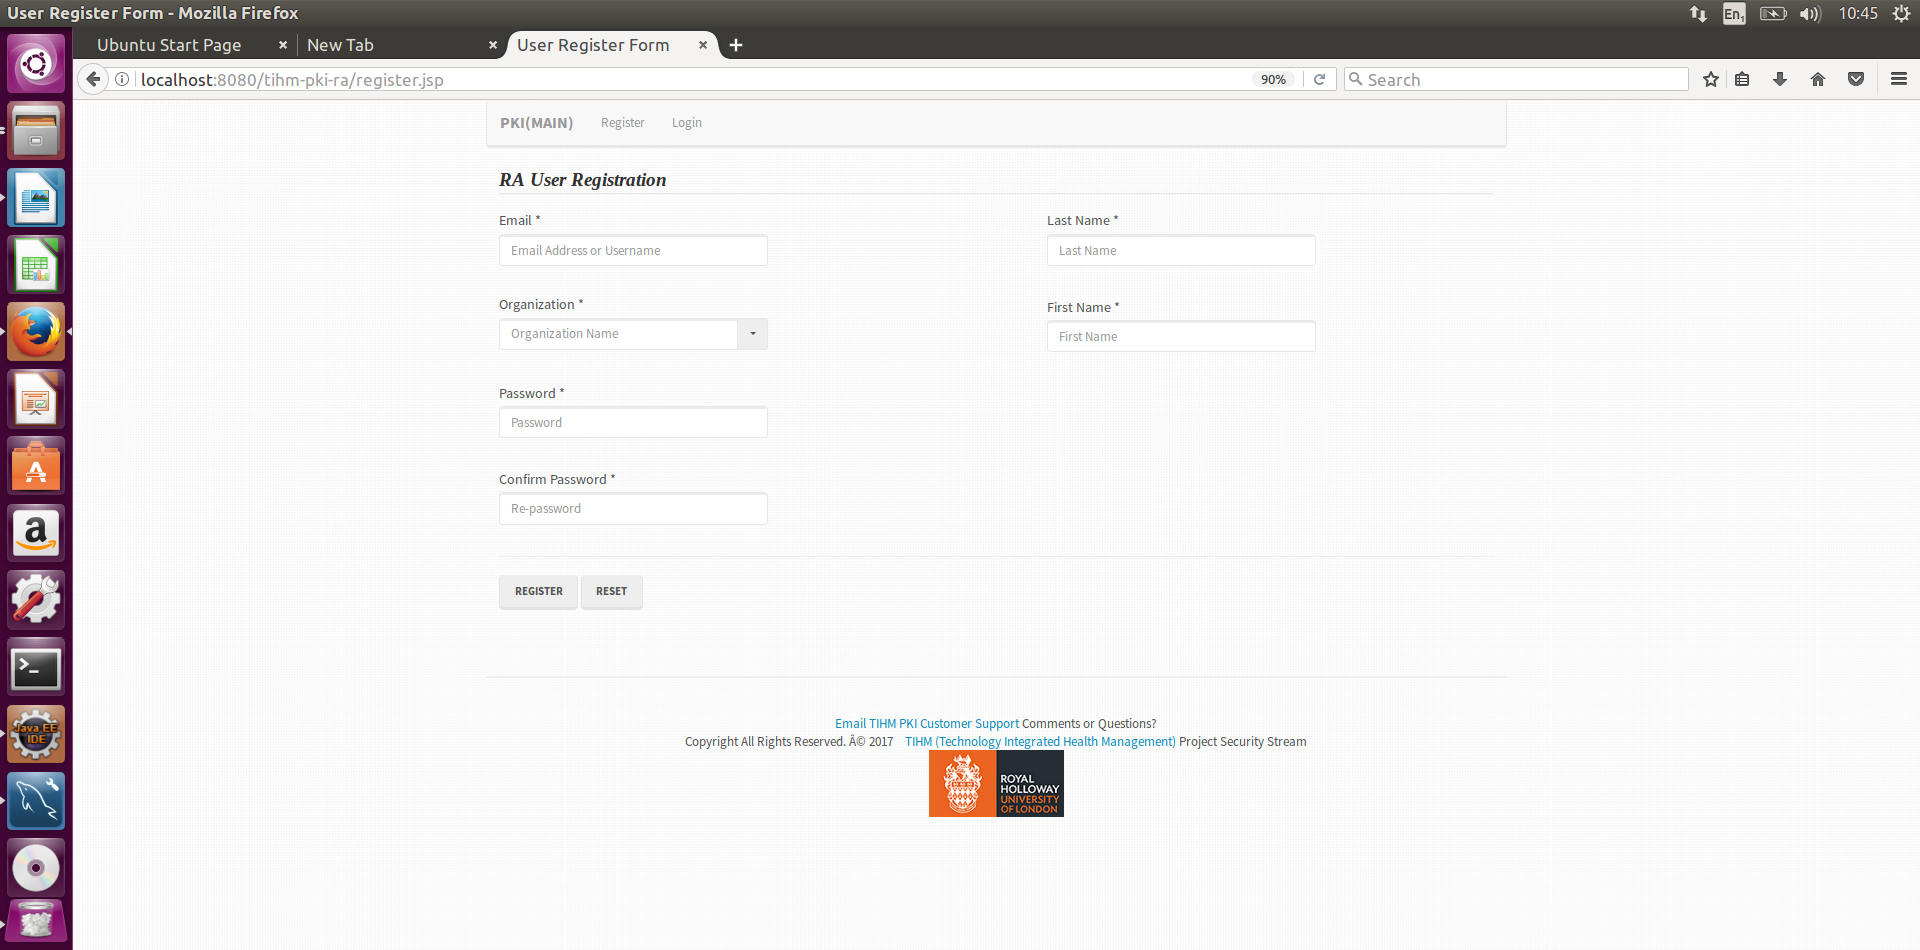 User Register Form - Mozilla Firefox
En1
10:45
Ubuntu Start Page
New Tab
User Register Form
localhost:8080/tihm-pki-ra/register.jsp
90%
Search
PKI(MAIN)
Register
Login
RA User Registration
Email *
Last Name *
Email Address or Username
Last Name
Organization *
First Name *
Organization Name
First Name
Password *
Password
Confirm Password *
Re-password
REGISTER
RESET
Email TIHM PKI Customer Support Comments or Questions?
Copyright All Rights Reserved. Â© 2017 TIHM (Technology Integrated Health Management) Project Security Stream
ROYAL
HOLLOWAY
UNIVERSITY
OF LONDON
A
a
>_
Java EE
IDE